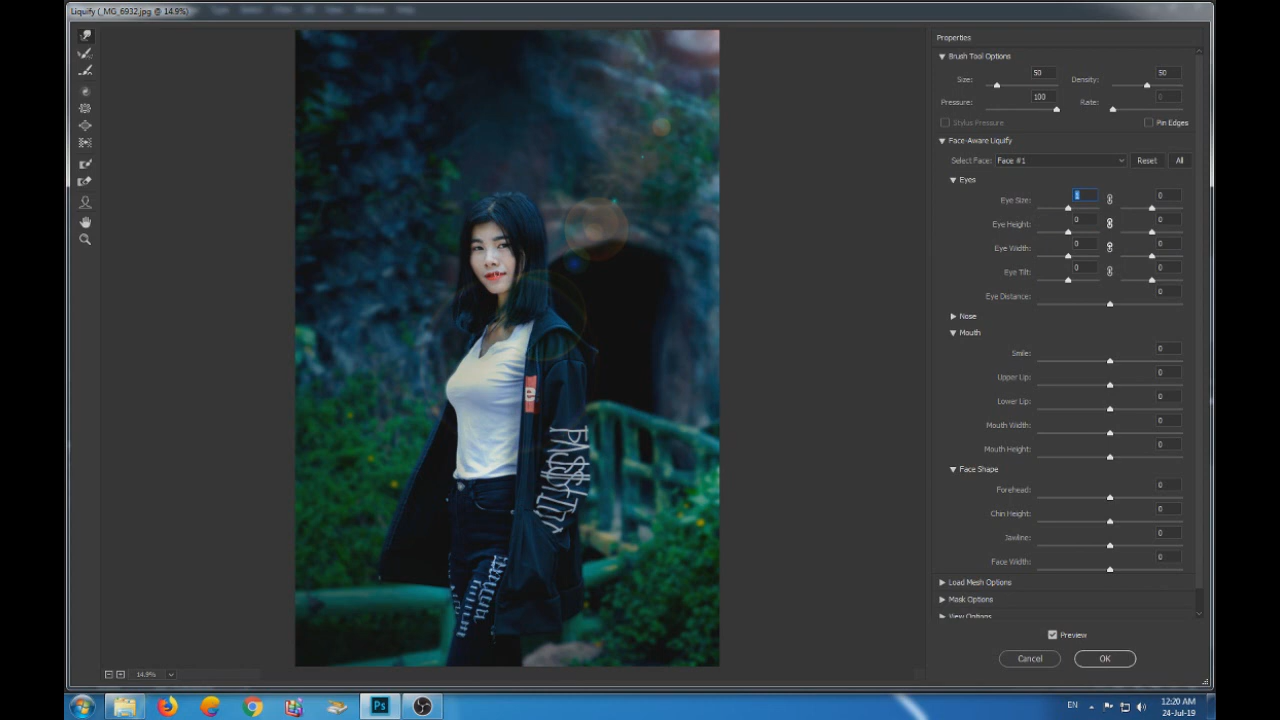 Liquify (_MG_6932.jpg @ 14.9%)
Properties
Brush Tool Options
Size: 50 Density: 50
Pressure: 100 Rate: 0
Stylus Pressure Pin Edges
Face-Aware Liquify
Select Face: Face #1 Reset All
Eyes
Eye Size: 0
Eye Height: 0 0
Eye Width: 0 0
Eye Tilt: 0 0
Eye Distance: 0
Nose
Mouth
Smile: 0
Upper Lip: 0
Lower Lip: 0
Mouth Width: 0
Mouth Height: 0
Face Shape
Forehead: 0
Chin Height: 0
Jawline: 0
Face Width: 0
Load Mesh Options
Mask Options
View Options
Preview
Cancel OK
14.9%
Ps
EN 12:20 AM
24-Jul-19